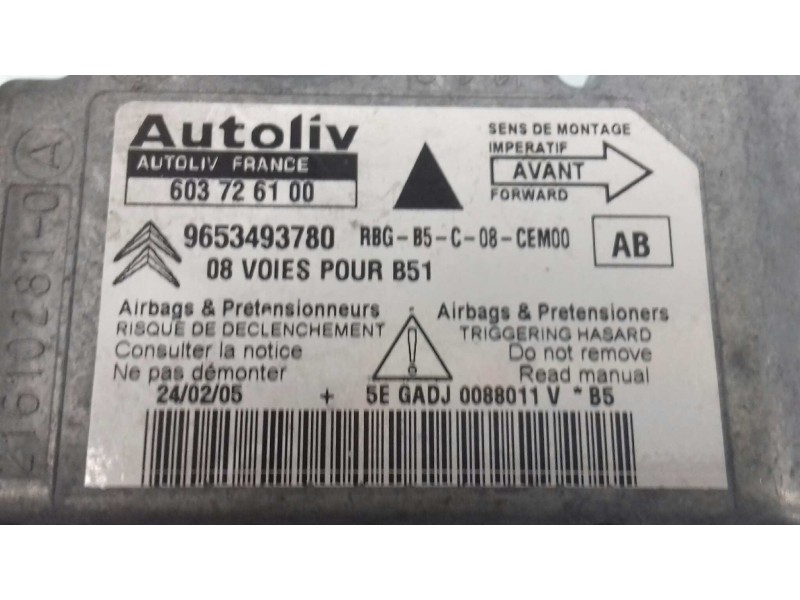 Autoliv
AUTOLIV FRANCE
603 72 61 00
SENS DE MONTAGE
IMPERATIF
AVANT
FORWARD
9653493780 RBG-B5-C-08-CEM00
AB
08 VOIES POUR B51
Airbags & Pretensionneurs
RISQUE DE DECLENCHEMENT
Consulter la notice
Ne pas démonter
Airbags & Pretensioners
TRIGGERING HASARD
Do not remove
Read manual
!
24/02/05 + 5E GADJ 0088011 V * B5
21610281-0 A